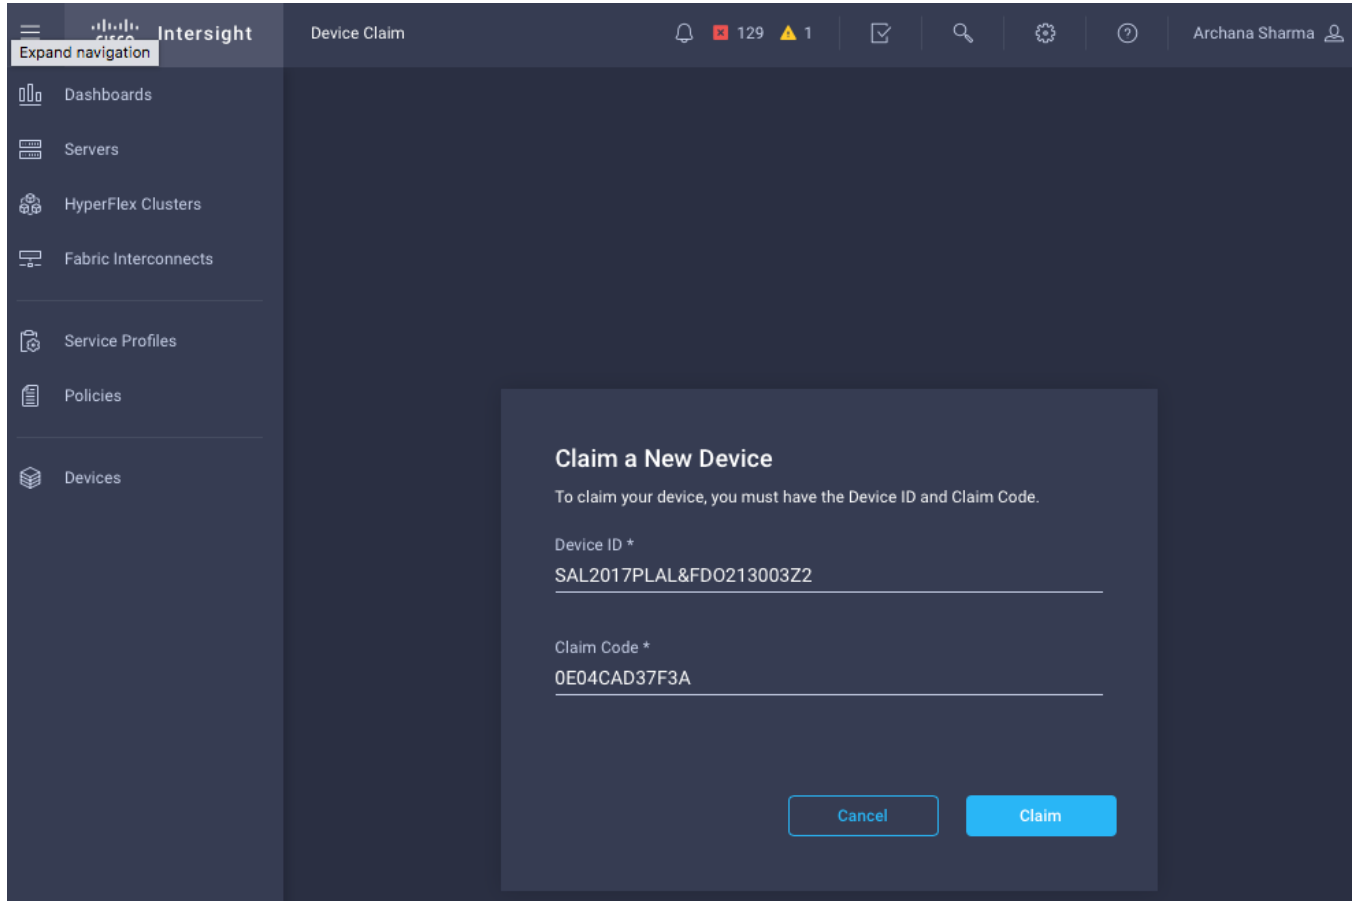 CISCO Intersight
Device Claim
129
1
Archana Sharma
Expand navigation
Dashboards
Servers
HyperFlex Clusters
Fabric Interconnects
Service Profiles
Policies
Devices
Claim a New Device
To claim your device, you must have the Device ID and Claim Code.
Device ID *
SAL2017PLAL&FDO213003Z2
Claim Code *
0E04CAD37F3A
Cancel
Claim